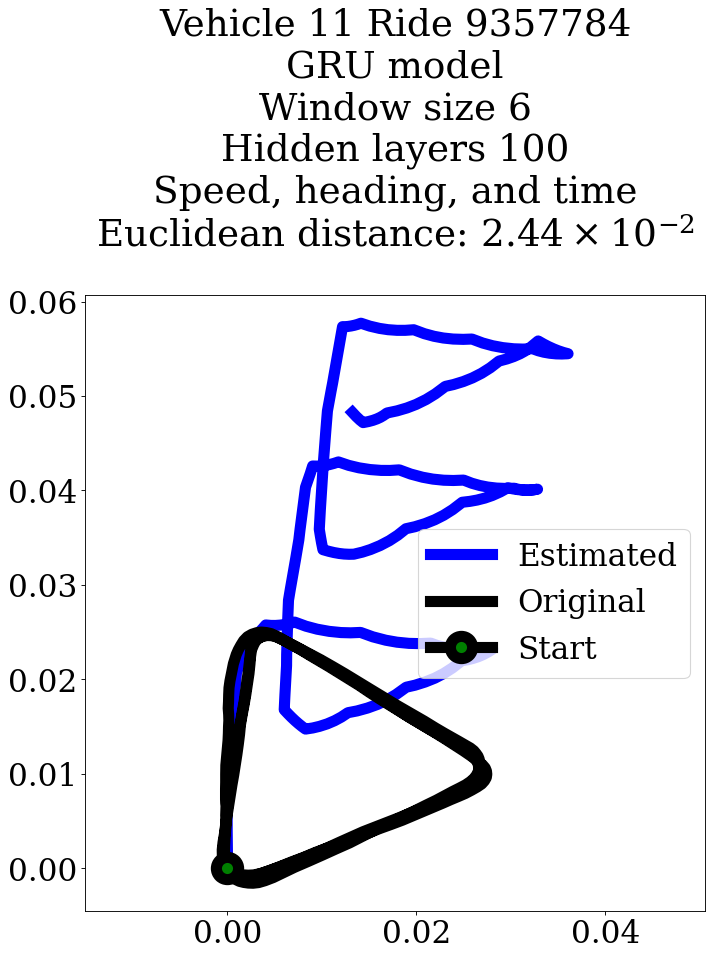 Vehicle 11 Ride 9357784
GRU model
Window size 6
Hidden layers 100
Speed, heading, and time
Euclidean distance: 2.44 × 10⁻²
0.06
0.05
0.04
0.03
0.02
0.01
0.00
Estimated
Original
Start
0.00 0.02 0.04